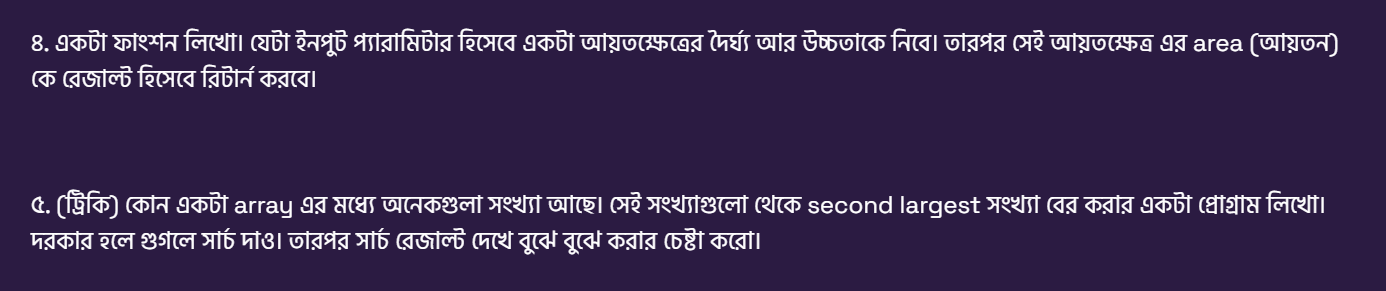 ৪. একটা ফাংশন লিখো। যেটা ইনপুট প্যারামিটার হিসেবে একটা আয়তক্ষেত্রের দৈর্ঘ্য আর উচ্চতাকে নিবে। তারপর সেই আয়তক্ষেত্র এর area (আয়তন)
কে রেজাল্ট হিসেবে রিটার্ন করবে।
৫. (ট্রিকি) কোন একটা array এর মধ্যে অনেকগুলা সংখ্যা আছে। সেই সংখ্যাগুলো থেকে second largest সংখ্যা বের করার একটা প্রোগ্রাম লিখো।
দরকার হলে গুগলে সার্চ দাও। তারপর সার্চ রেজাল্ট দেখে বুঝে বুঝে করার চেষ্টা করো।